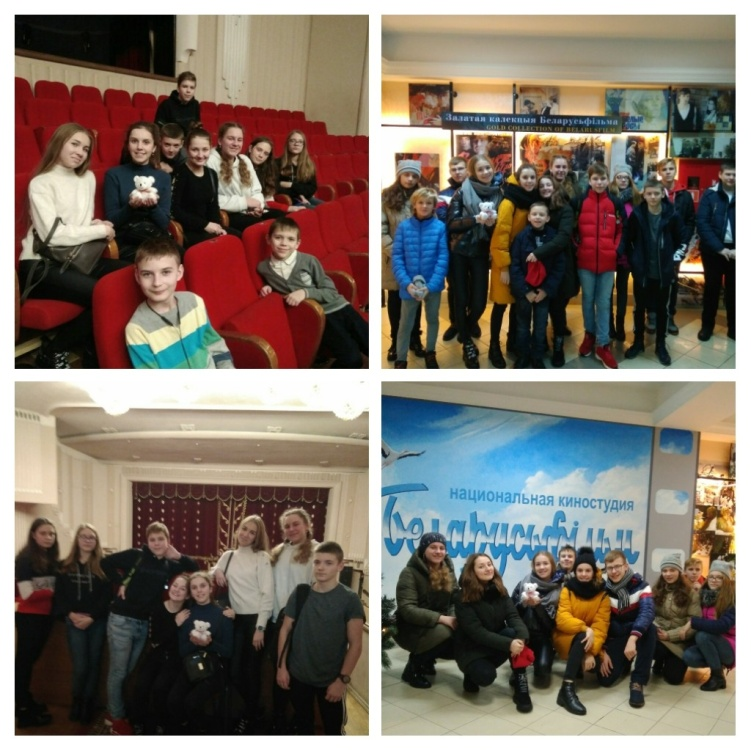 Залатая калекцыя Беларусьфільма
GOLD COLLECTION OF BELARUSFILM
национальная киностудия
Беларусьфільм